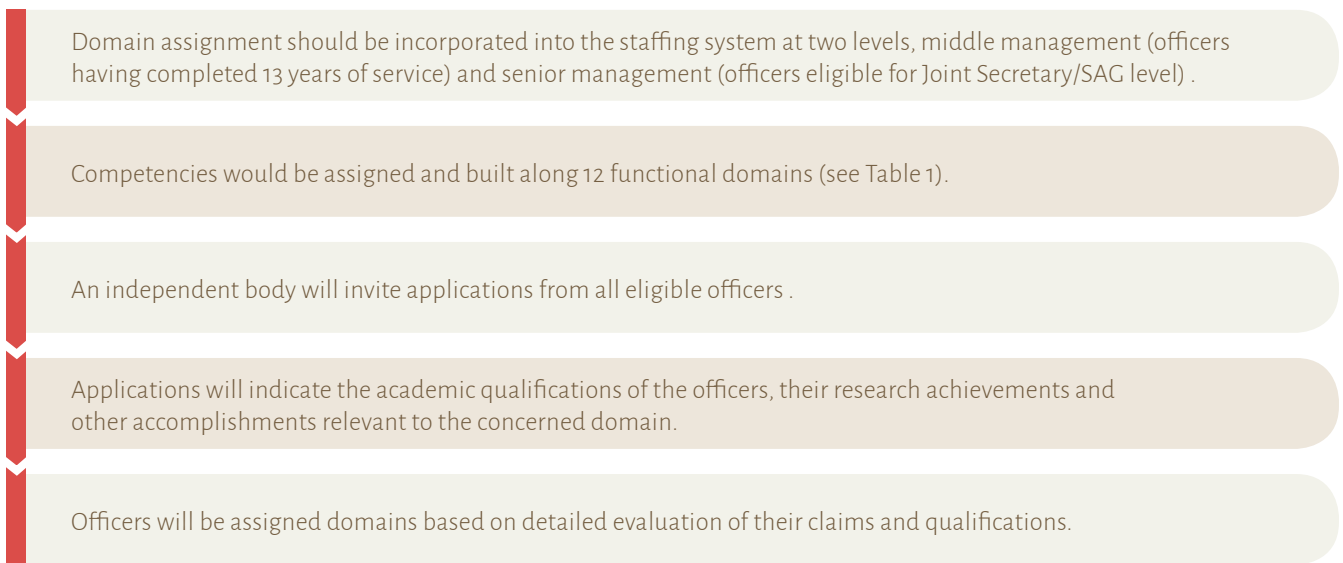 Domain assignment should be incorporated into the staffing system at two levels, middle management (officers
having completed 13 years of service) and senior management (officers eligible for Joint Secretary/SAG level) .
Competencies would be assigned and built along 12 functional domains (see Table 1).
An independent body will invite applications from all eligible officers .
Applications will indicate the academic qualifications of the officers, their research achievements and
other accomplishments relevant to the concerned domain.
Officers will be assigned domains based on detailed evaluation of their claims and qualifications.